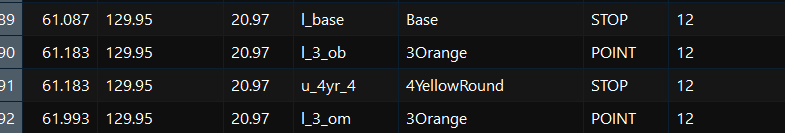 89 61.087 129.95 20.97 l_base Base STOP 12
90 61.183 129.95 20.97 l_3_ob 3Orange POINT 12
91 61.183 129.95 20.97 u_4yr_4 4YellowRound STOP 12
92 61.993 129.95 20.97 l_3_om 3Orange POINT 12